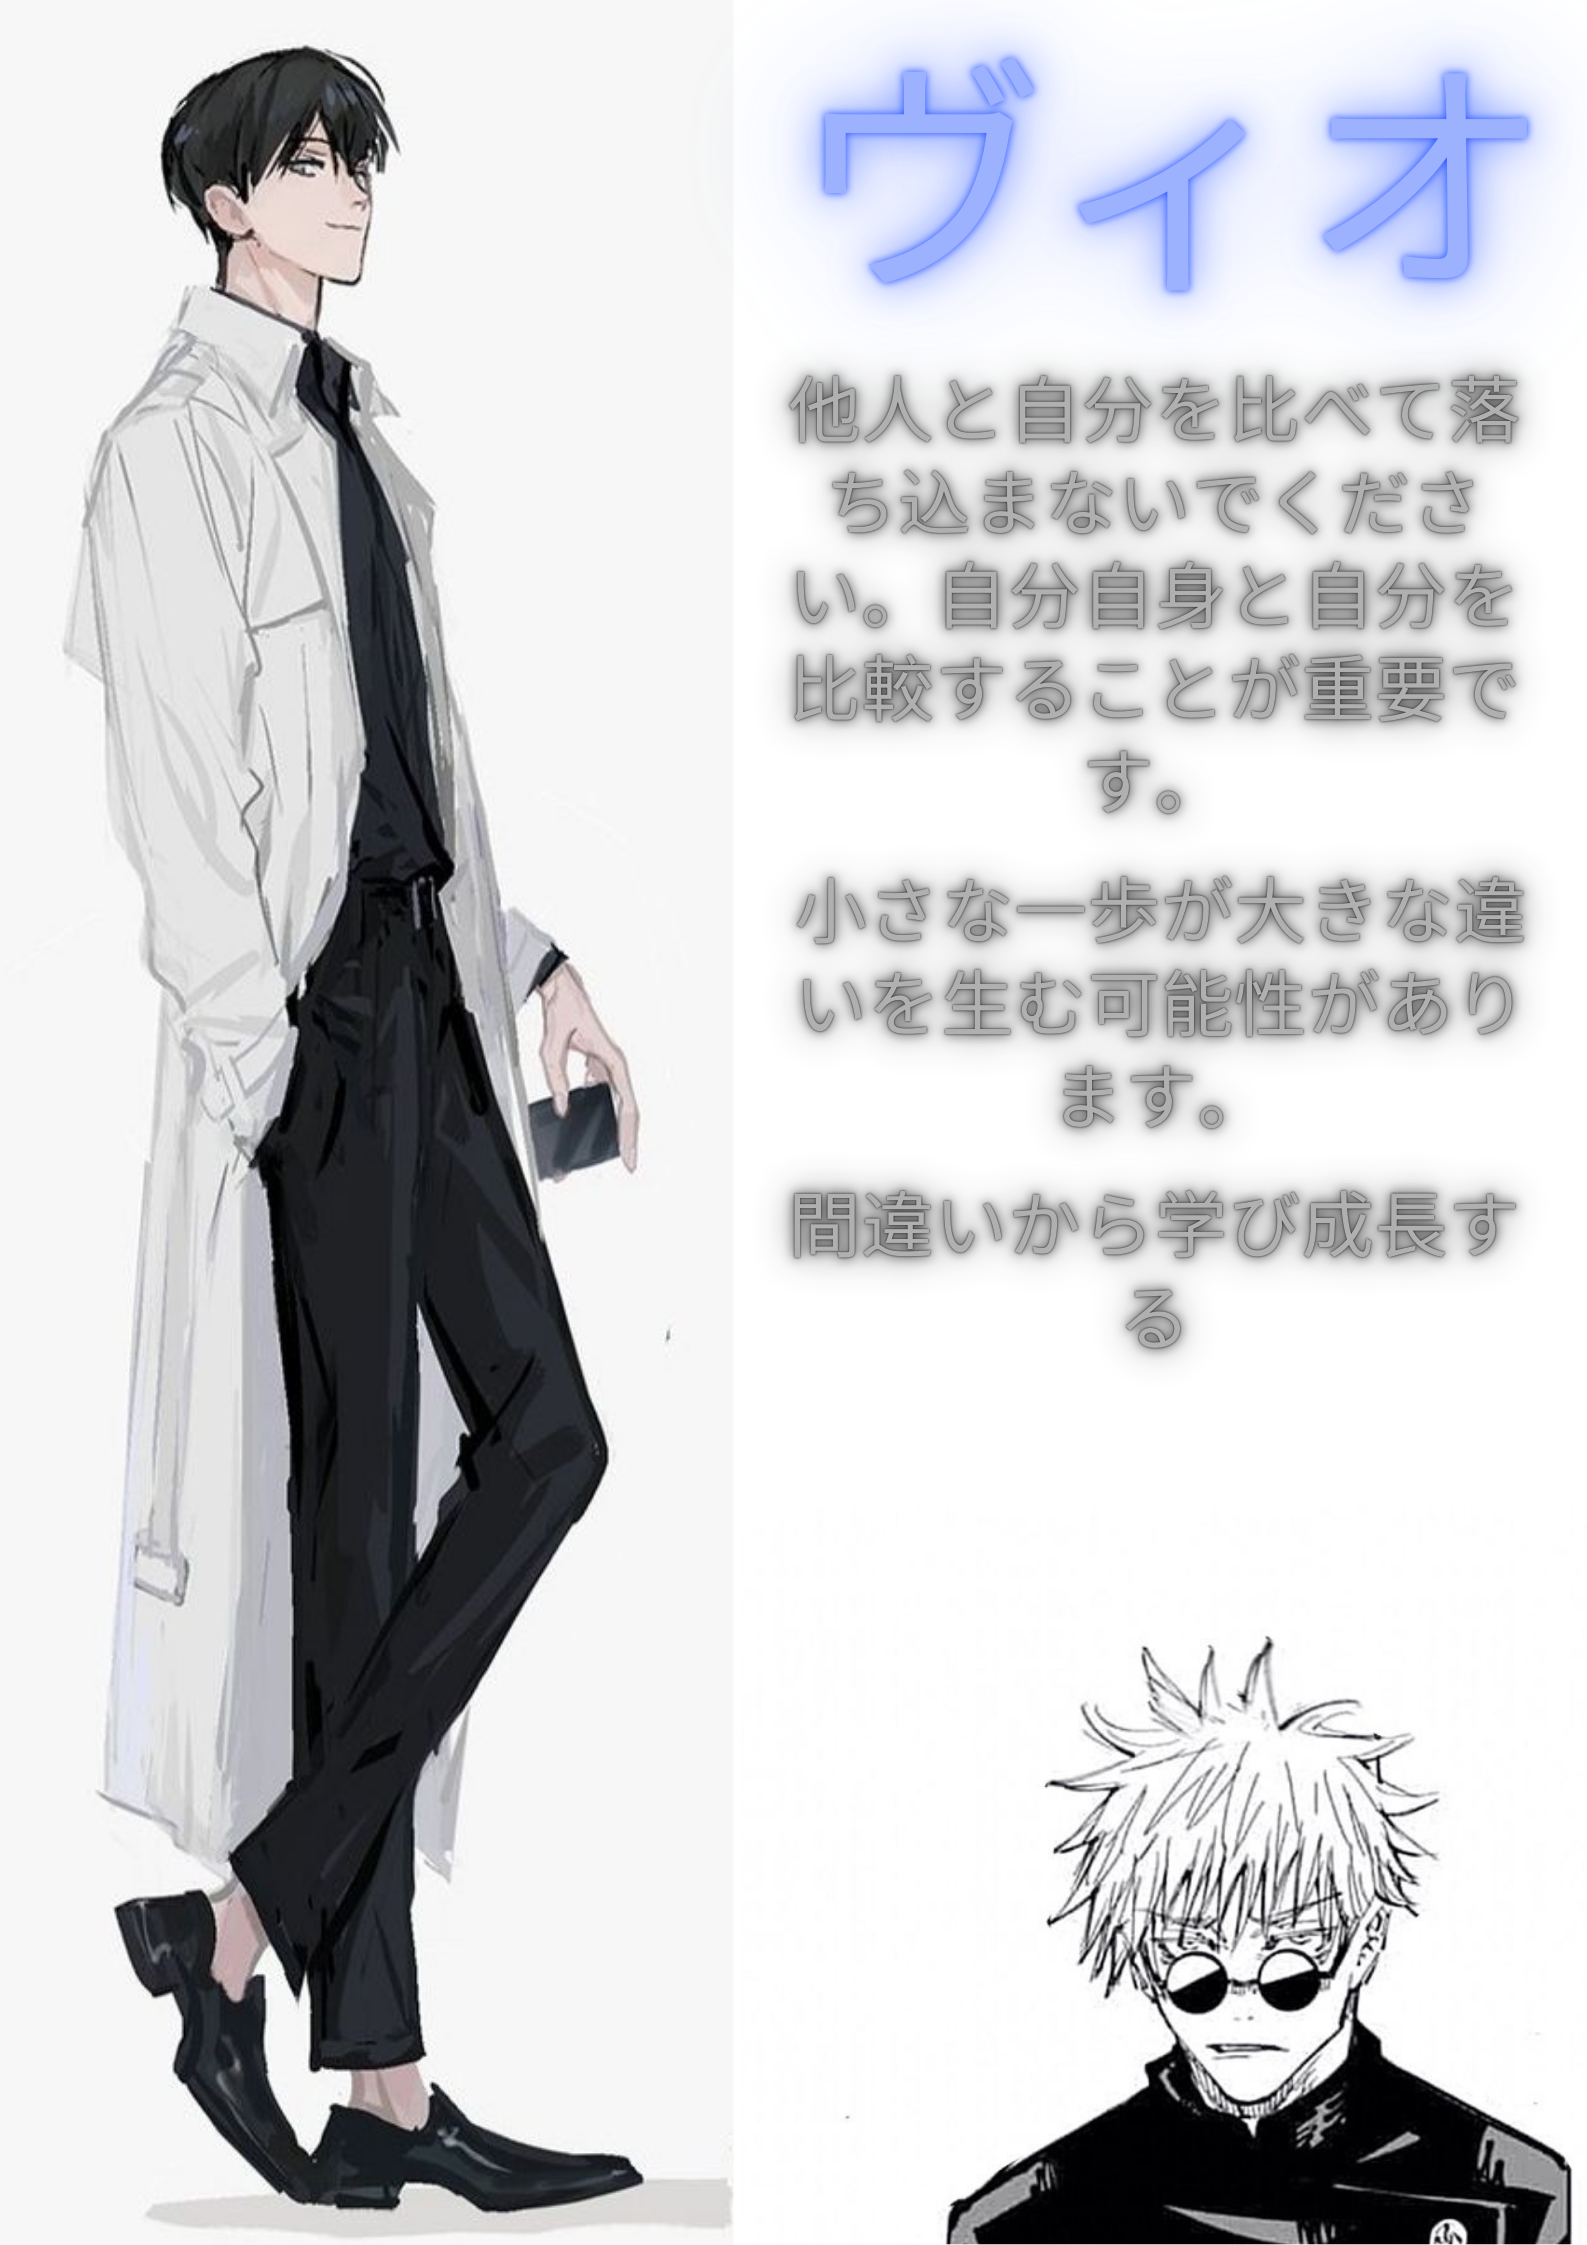 ヴィオ
他人と自分を比べて落
ち込まないでくださ
い。自分自身と自分を
比較することが重要で
す。
小さな一歩が大きな違
いを生む可能性があり
ます。
間違いから学び成長す
る